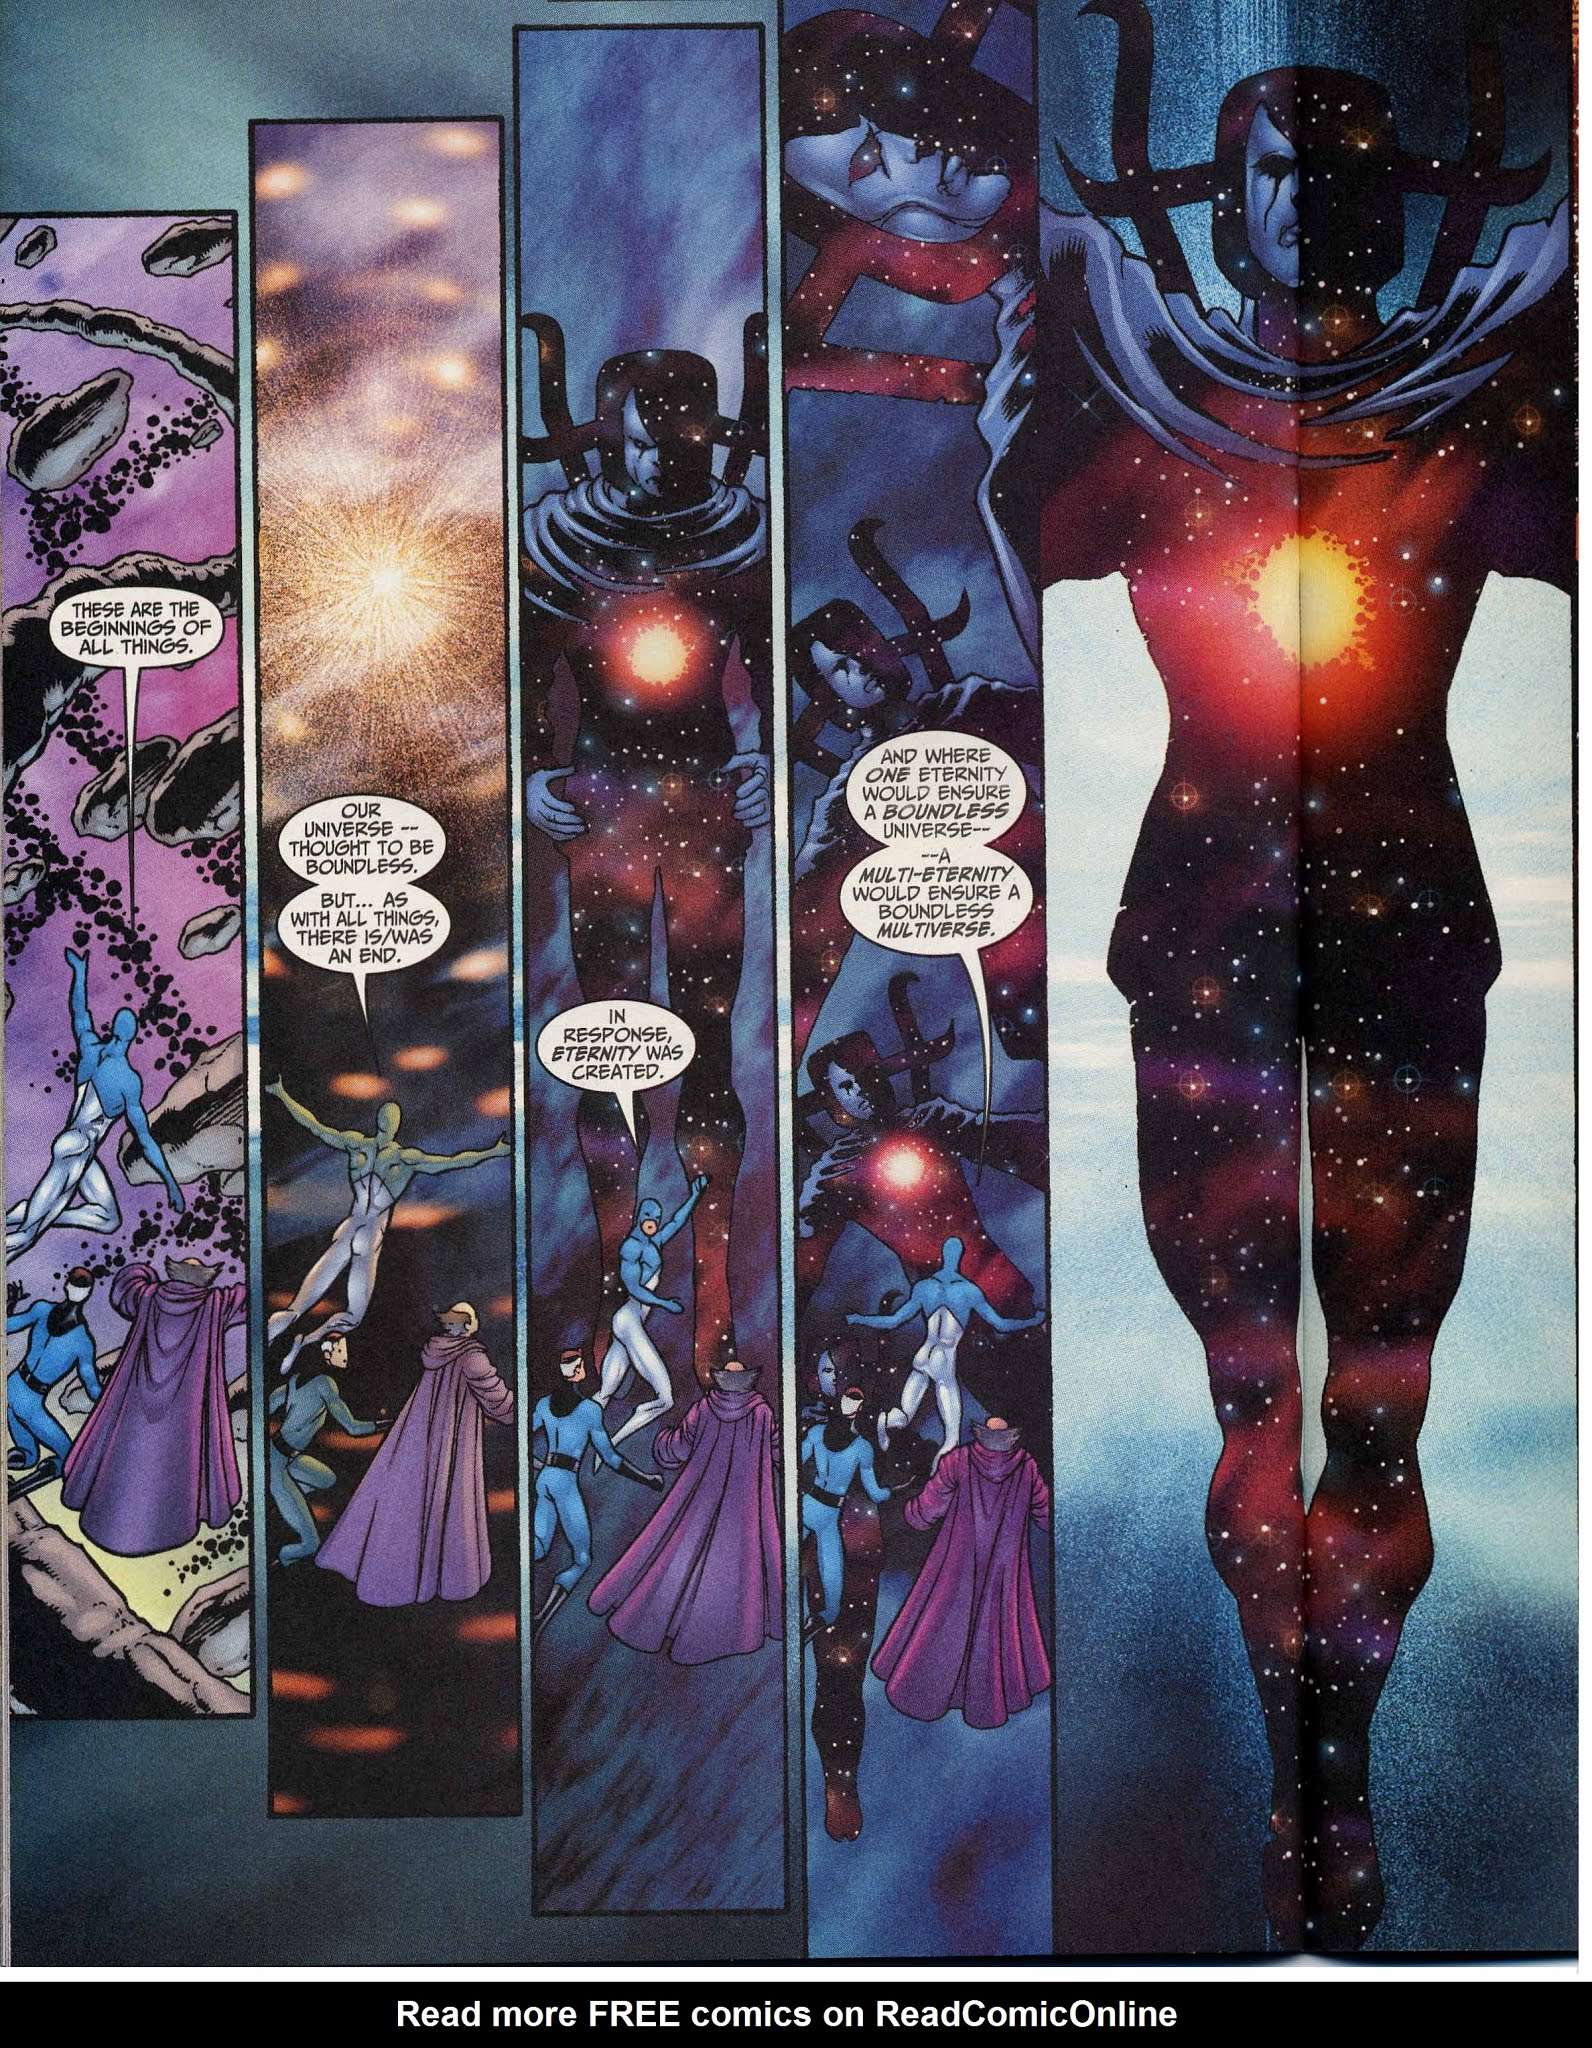 THESE ARE THE
BEGINNINGS OF
ALL THINGS.
OUR
UNIVERSE --
THOUGHT TO BE
BOUNDLESS.
BUT... AS
WITH ALL THINGS,
THERE IS/WAS
AN END.
IN
RESPONSE,
ETERNITY WAS
CREATED.
AND WHERE
ONE ETERNITY
WOULD ENSURE
A BOUNDLESS
UNIVERSE--
--A
MULTI-ETERNITY
WOULD ENSURE A
BOUNDLESS
MULTIVERSE.
Read more FREE comics on ReadComicOnline